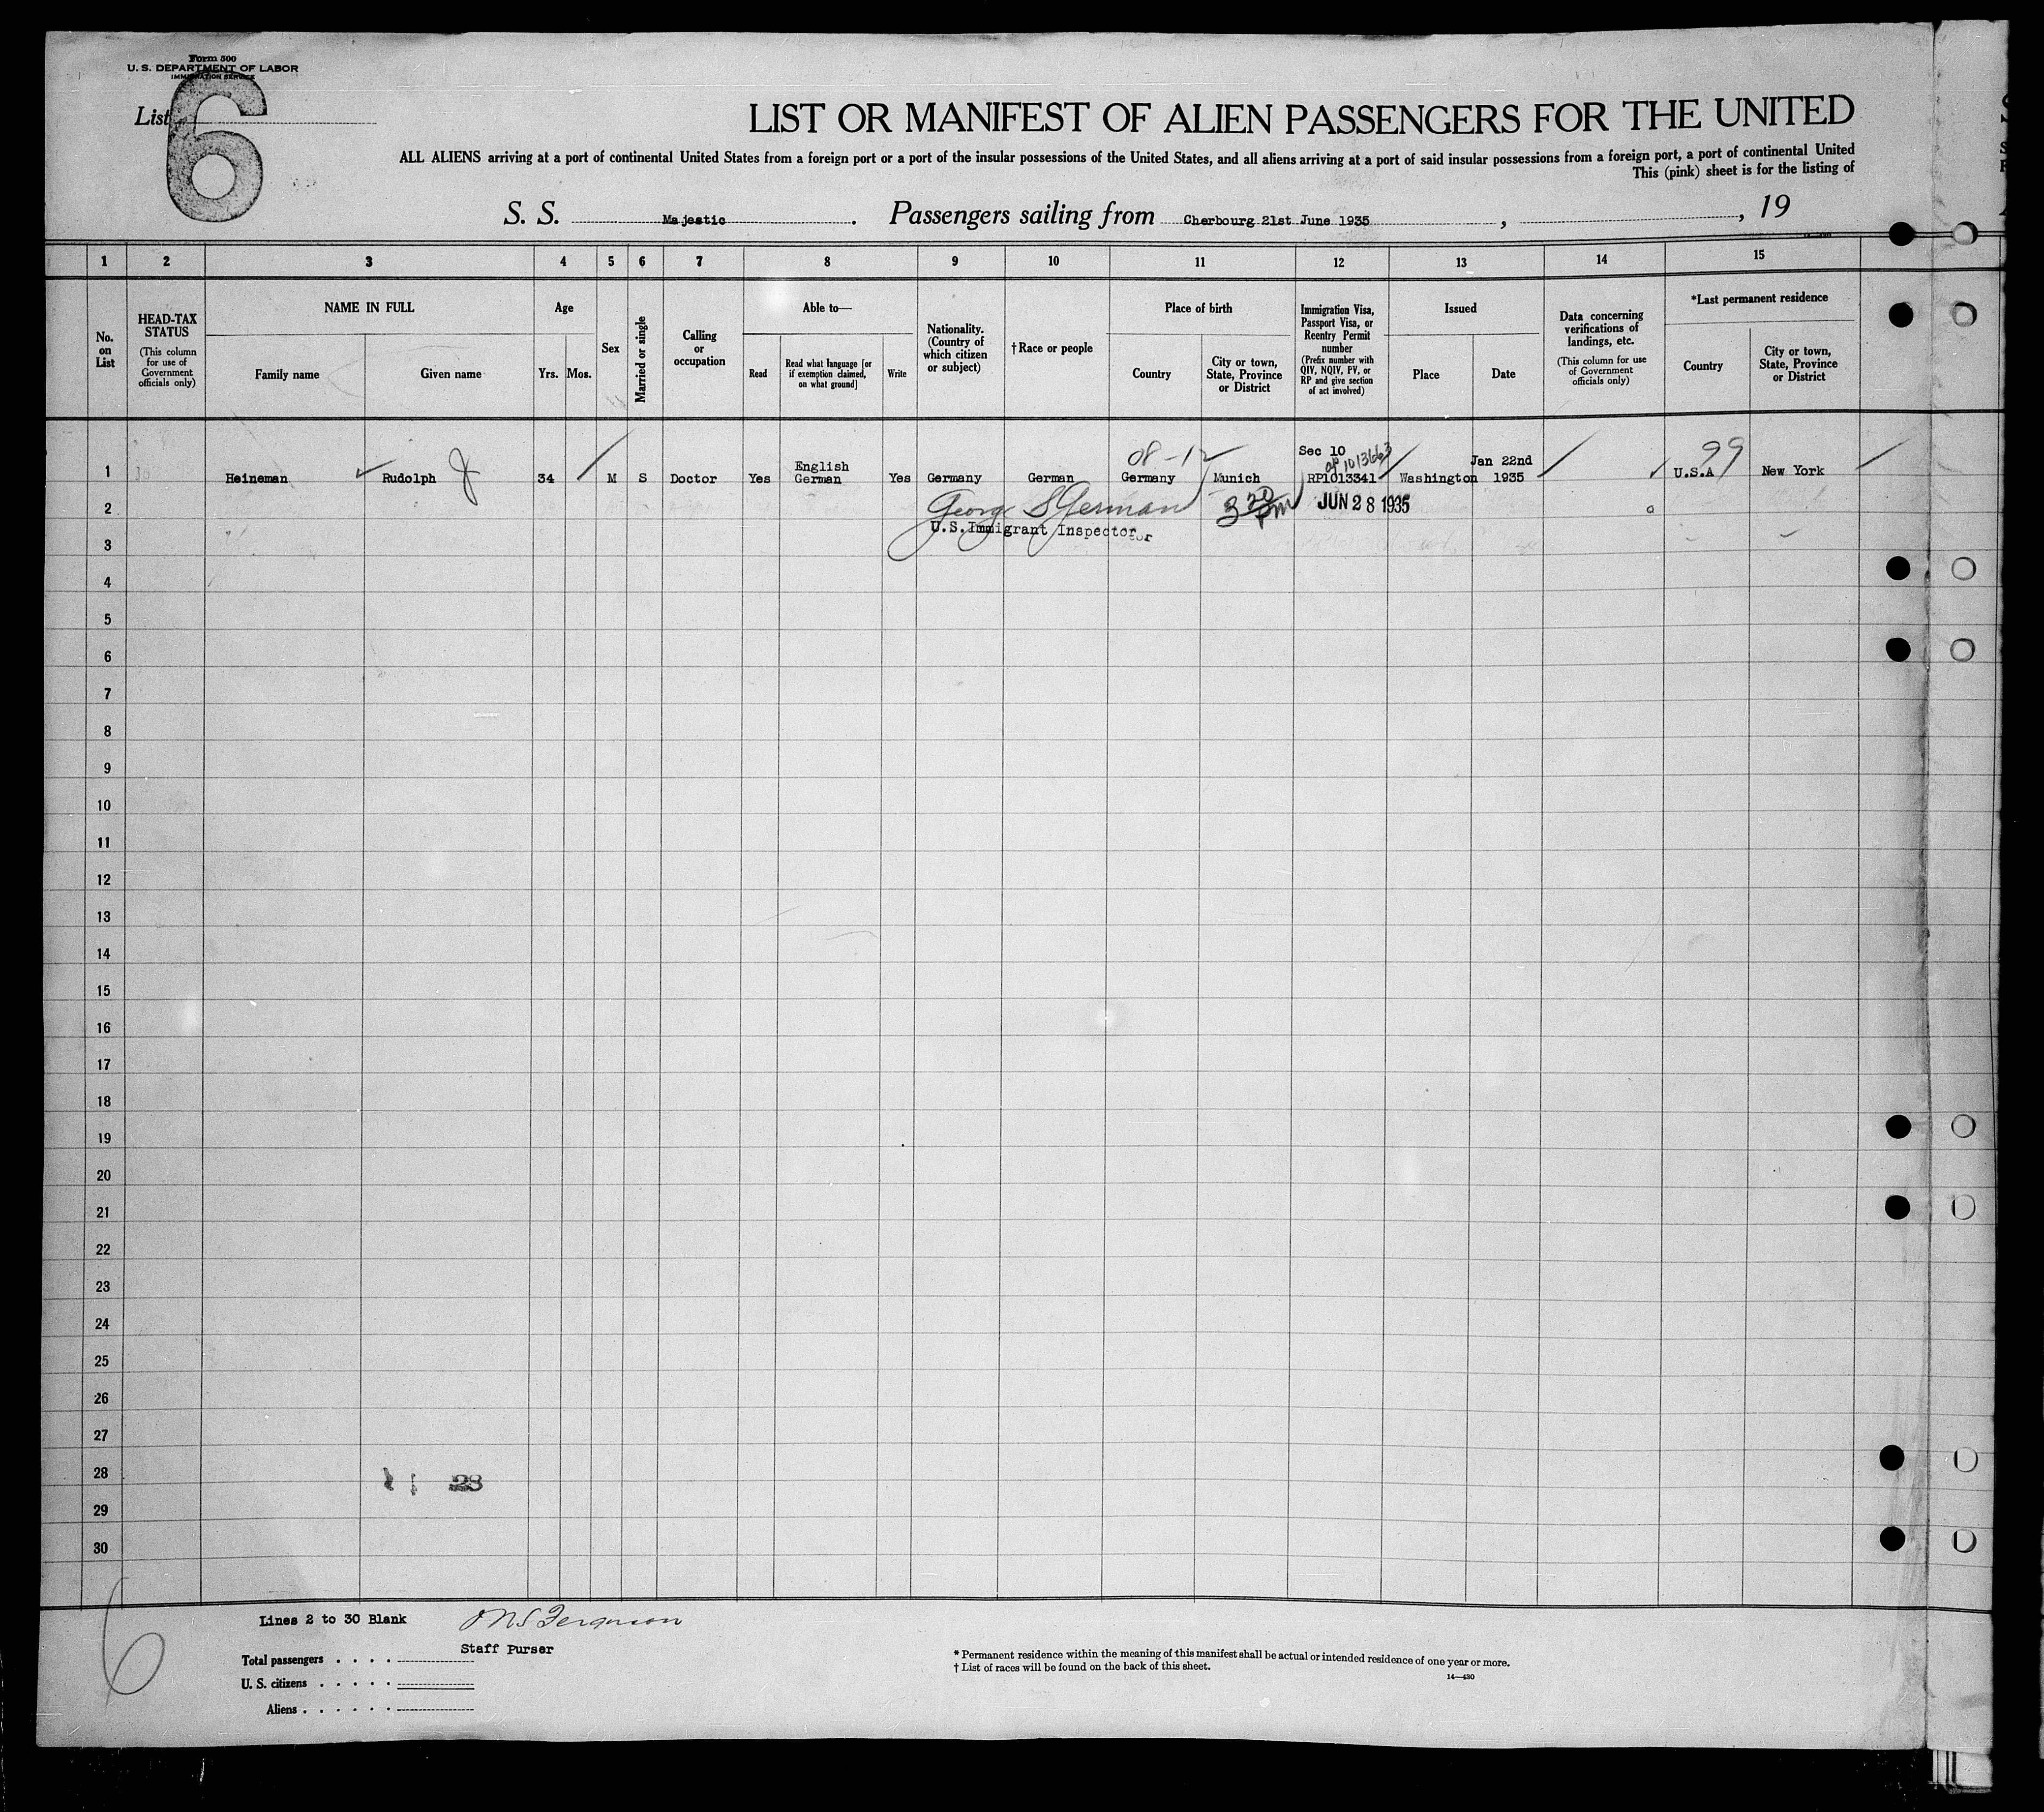 Form 500
U. S. DEPARTMENT OF LABOR
IMMIGRATION SERVICE
List 6
LIST OR MANIFEST OF ALIEN PASSENGERS FOR THE UNITED
ALL ALIENS arriving at a port of continental United States from a foreign port or a port of the insular possessions of the United States, and all aliens arriving at a port of said insular possessions from a foreign port, a port of continental United
This (pink) sheet is for the listing of
S. S. Majestic. Passengers sailing from Cherbourg 21st June 1935, , 19
1 2 3 4 5 6 7 8 9 10 11 12 13 14 15
No. on List
HEAD-TAX STATUS
(This column for use of Government officials only)
NAME IN FULL
Family name Given name
Age
Yrs. Mos.
Sex
Married or single
Calling or occupation
Able to—
Read
Read what language [or if exemption claimed, on what ground]
Write
Nationality. (Country of which citizen or subject)
† Race or people
Place of birth
Country
City or town, State, Province or District
Immigration Visa, Passport Visa, or Reentry Permit number
(Prefix number with QIV, NQIV, PV, or RP and give section of act involved)
Issued
Place Date
Data concerning verifications of landings, etc.
(This column for use of Government officials only)
*Last permanent residence
Country
City or town, State, Province or District
08-1 Sec 10 1013663 99
English Jan 22nd
1 Heineman Rudolph 34 M S Doctor Yes German Yes Germany German Germany Munich RP1013341 Washington 1935 U.S.A New York
2 George S German 3 20 pm JUN 28 1935
U.S. Immigrant Inspector
3
4
5
6
7
8
9
10
11
12
13
14
15
16
17
18
19
20
21
22
23
24
25
26
27
28 28
29
30
6
Lines 2 to 30 Blank Ferguson
Staff Purser
Total passengers
U. S. citizens
Aliens
* Permanent residence within the meaning of this manifest shall be actual or intended residence of one year or more.
† List of races will be found on the back of this sheet.
14—430